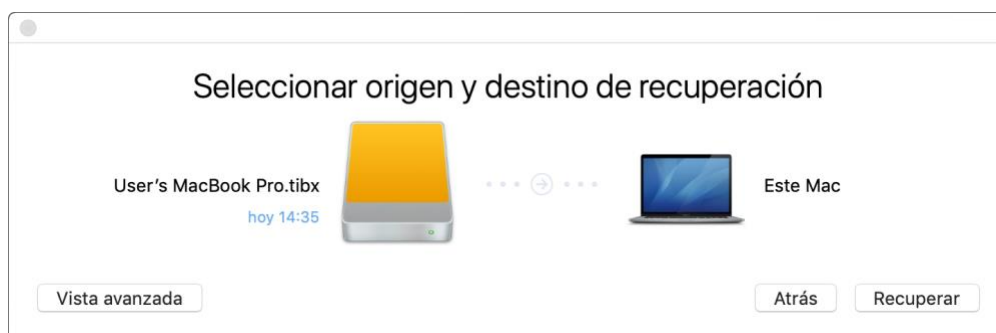 Seleccionar origen y destino de recuperación
User's MacBook Pro.tibx
hoy 14:35
Este Mac
Vista avanzada
Atrás
Recuperar